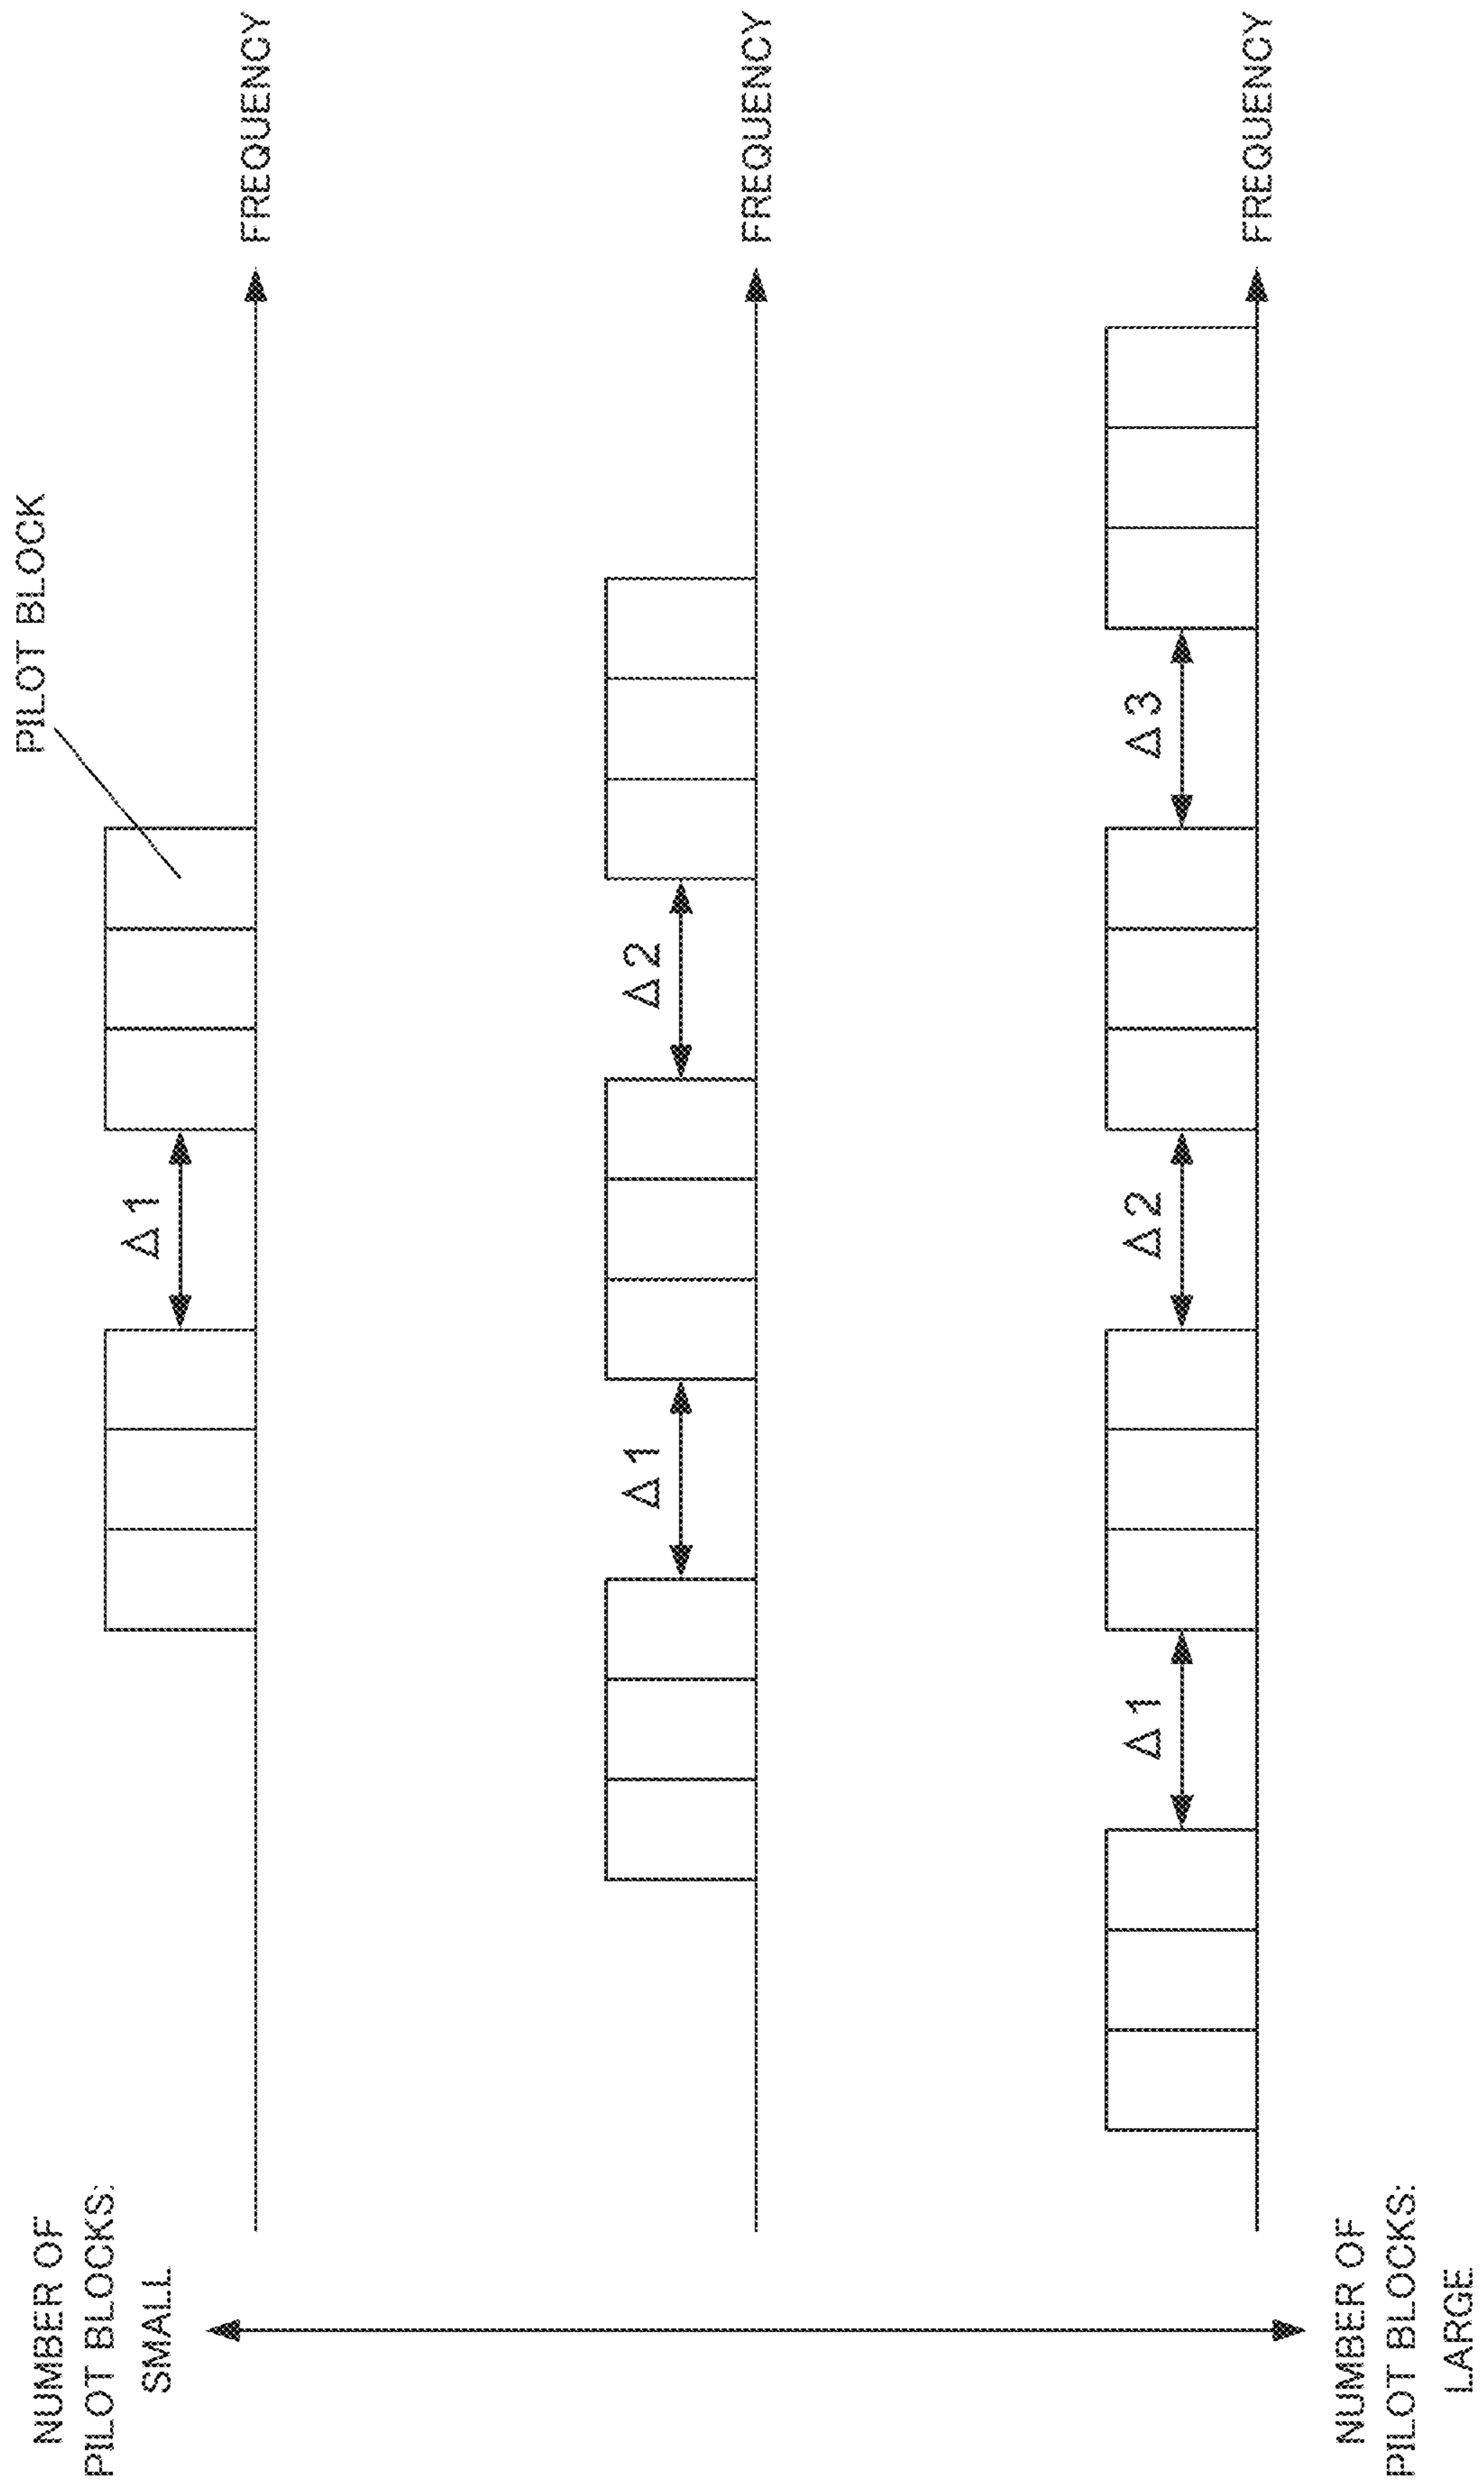 NUMBER OF
PILOT BLOCKS:
SMALL
PILOT BLOCK
Δ1
FREQUENCY
Δ1
Δ2
FREQUENCY
Δ1
Δ2
Δ3
FREQUENCY
NUMBER OF
PILOT BLOCKS:
LARGE